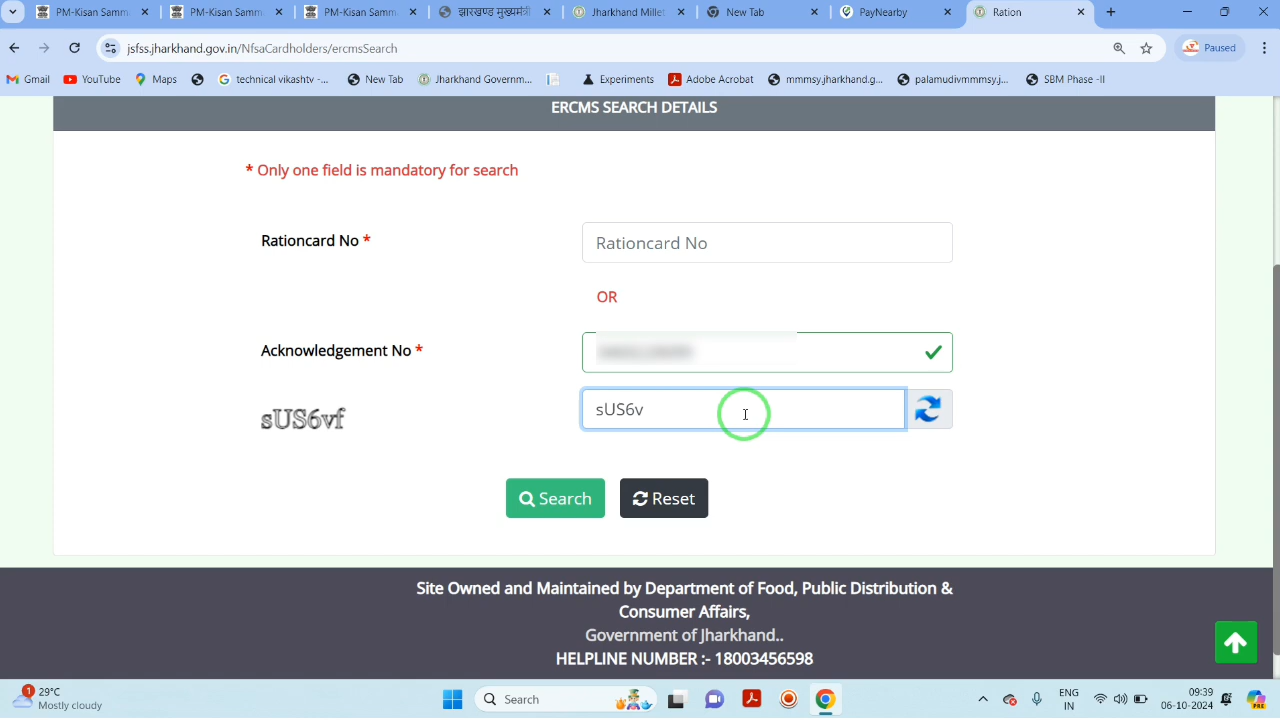 PM-Kisan Samm PM-Kisan Samm PM-Kisan Samm झारखण्ड मुख्यमंत्री Jharkhand Millet New Tab PayNearby Ration
jsfss.jharkhand.gov.in/NfsaCardholders/ercmsSearch Paused
Gmail YouTube Maps technical vikashtv -... New Tab Jharkhand Governm... Experiments Adobe Acrobat mmmsy.jharkhand.g... palamudivmmmsy.j... SBM Phase -II
ERCMS SEARCH DETAILS
* Only one field is mandatory for search
Rationcard No * Rationcard No
OR
Acknowledgement No *
sUS6vf sUS6v
Search Reset
Site Owned and Maintained by Department of Food, Public Distribution &
Consumer Affairs,
Government of Jharkhand..
HELPLINE NUMBER :- 18003456598
1 29°C
Mostly cloudy
Search
ENG
IN
09:39
06-10-2024
PRE